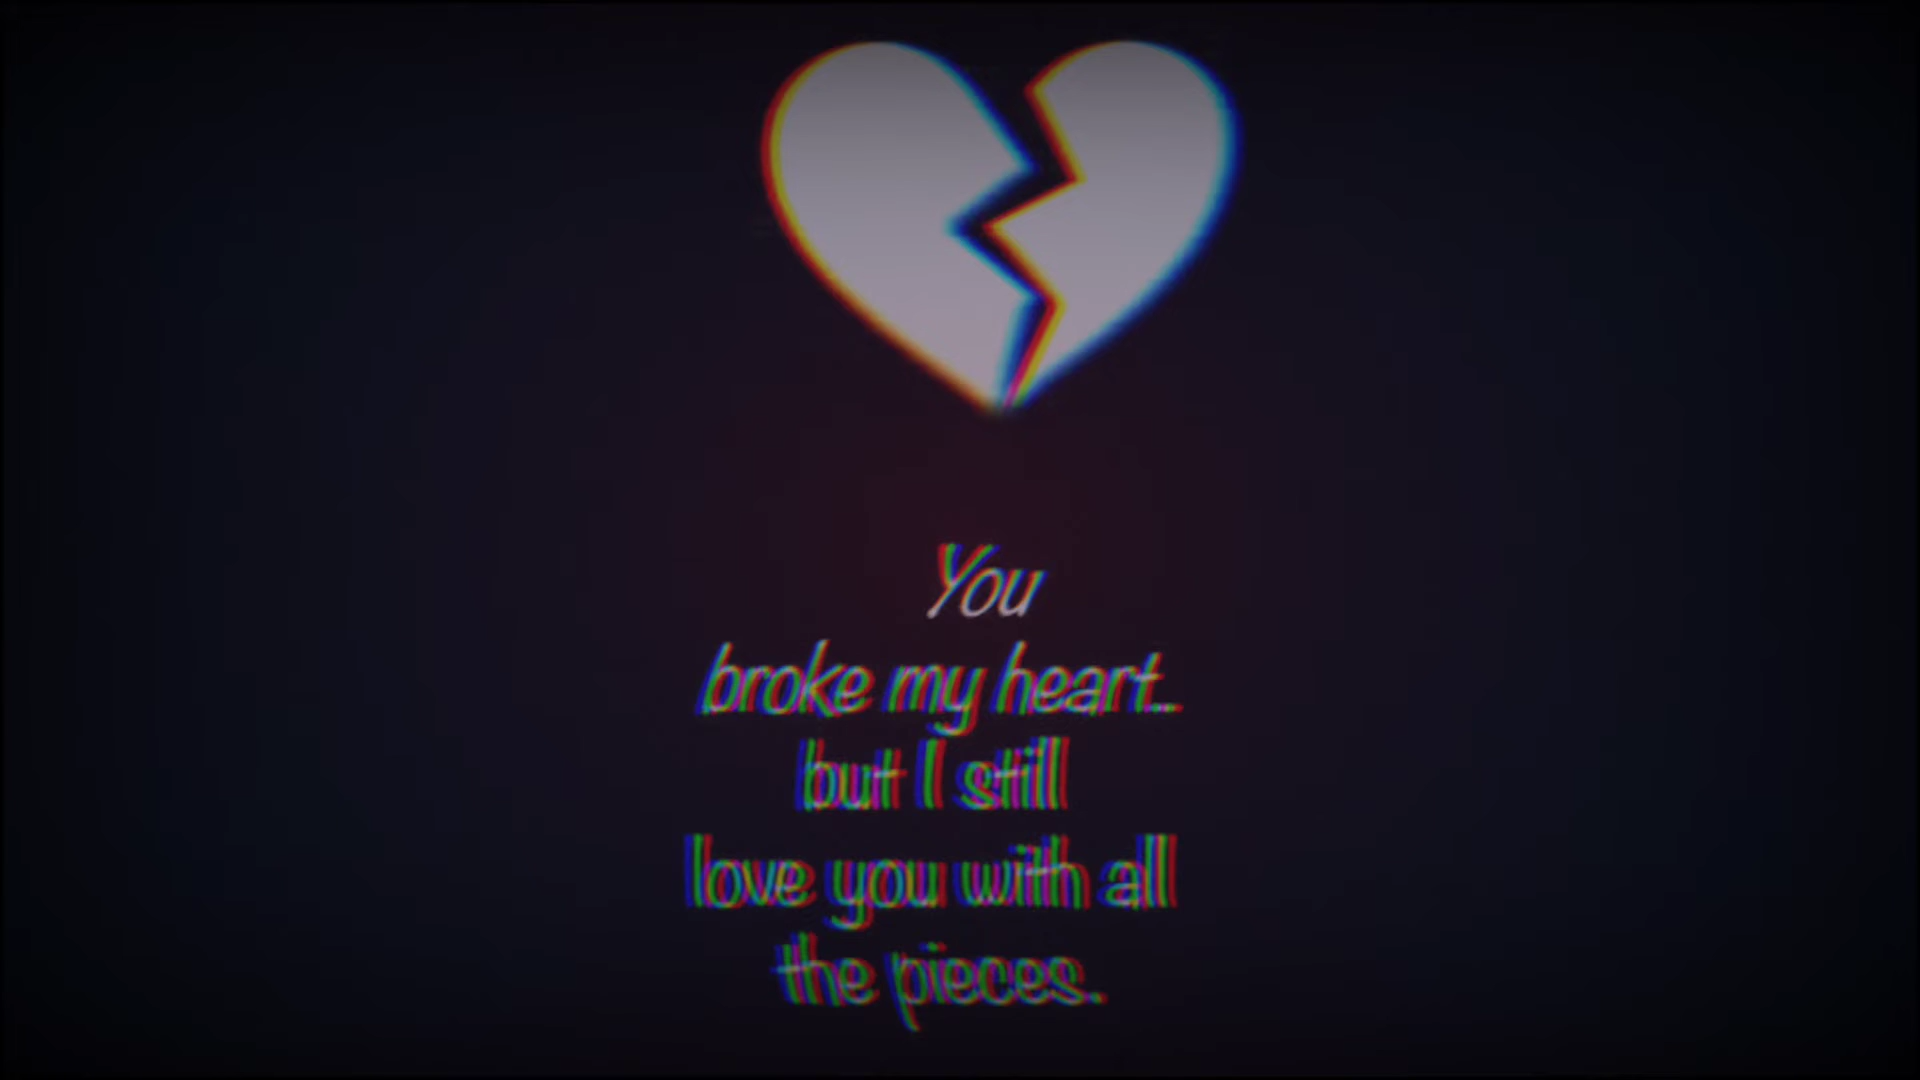 You
broke my heart...
but I still
love you with all
the pieces.